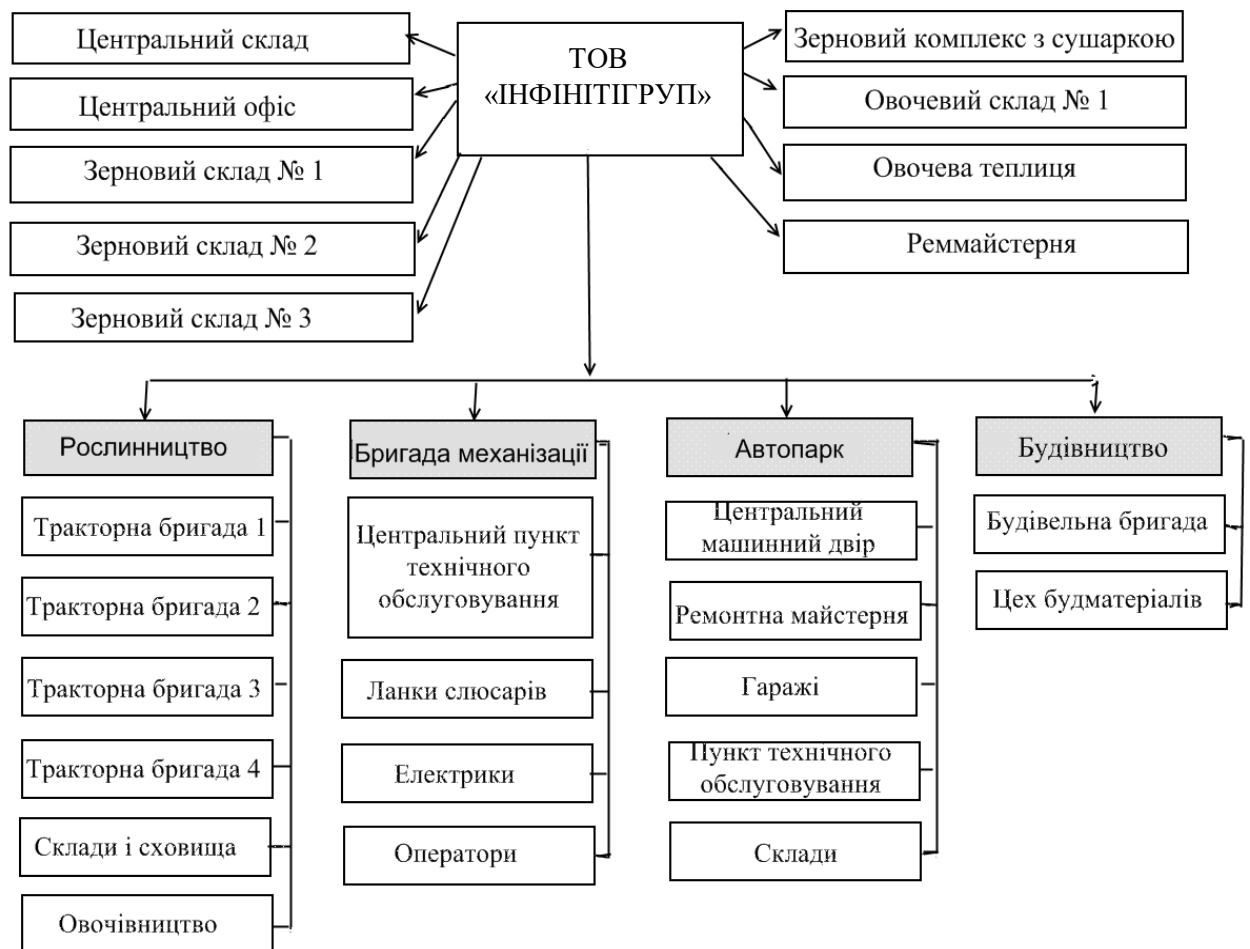 ТОВ
«ІНФІНІТІГРУП»
Центральний склад
Центральний офіс
Зерновий склад № 1
Зерновий склад № 2
Зерновий склад № 3
Зерновий комплекс з сушаркою
Овочевий склад № 1
Овочева теплиця
Реммайстерня
Рослинництво
Тракторна бригада 1
Тракторна бригада 2
Тракторна бригада 3
Тракторна бригада 4
Склади і сховища
Овочівництво
Бригада механізації
Центральний пункт
технічного
обслуговування
Ланки слюсарів
Електрики
Оператори
Автопарк
Центральний
машинний двір
Ремонтна майстерня
Гаражі
Пункт технічного
обслуговування
Склади
Будівництво
Будівельна бригада
Цех будматеріалів